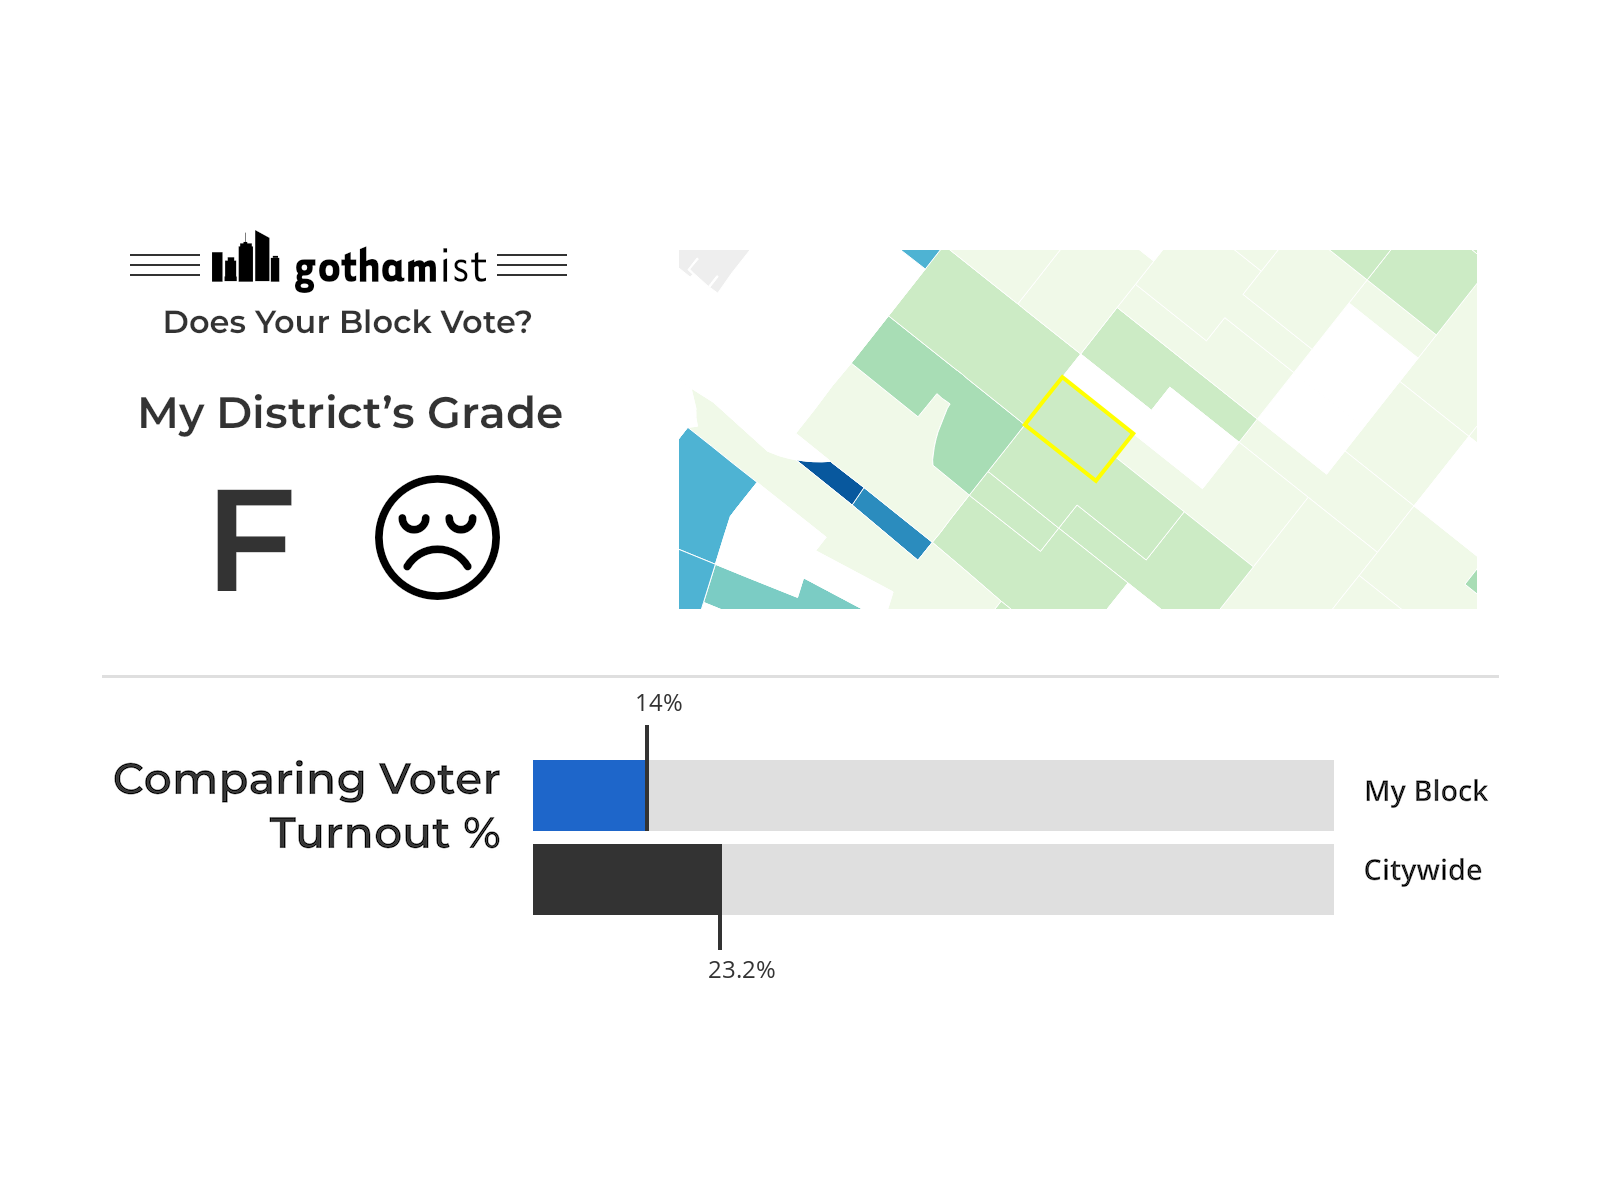 gothamist
Does Your Block Vote?
My District’s Grade
F
14%
Comparing Voter
Turnout %
My Block
Citywide
23.2%